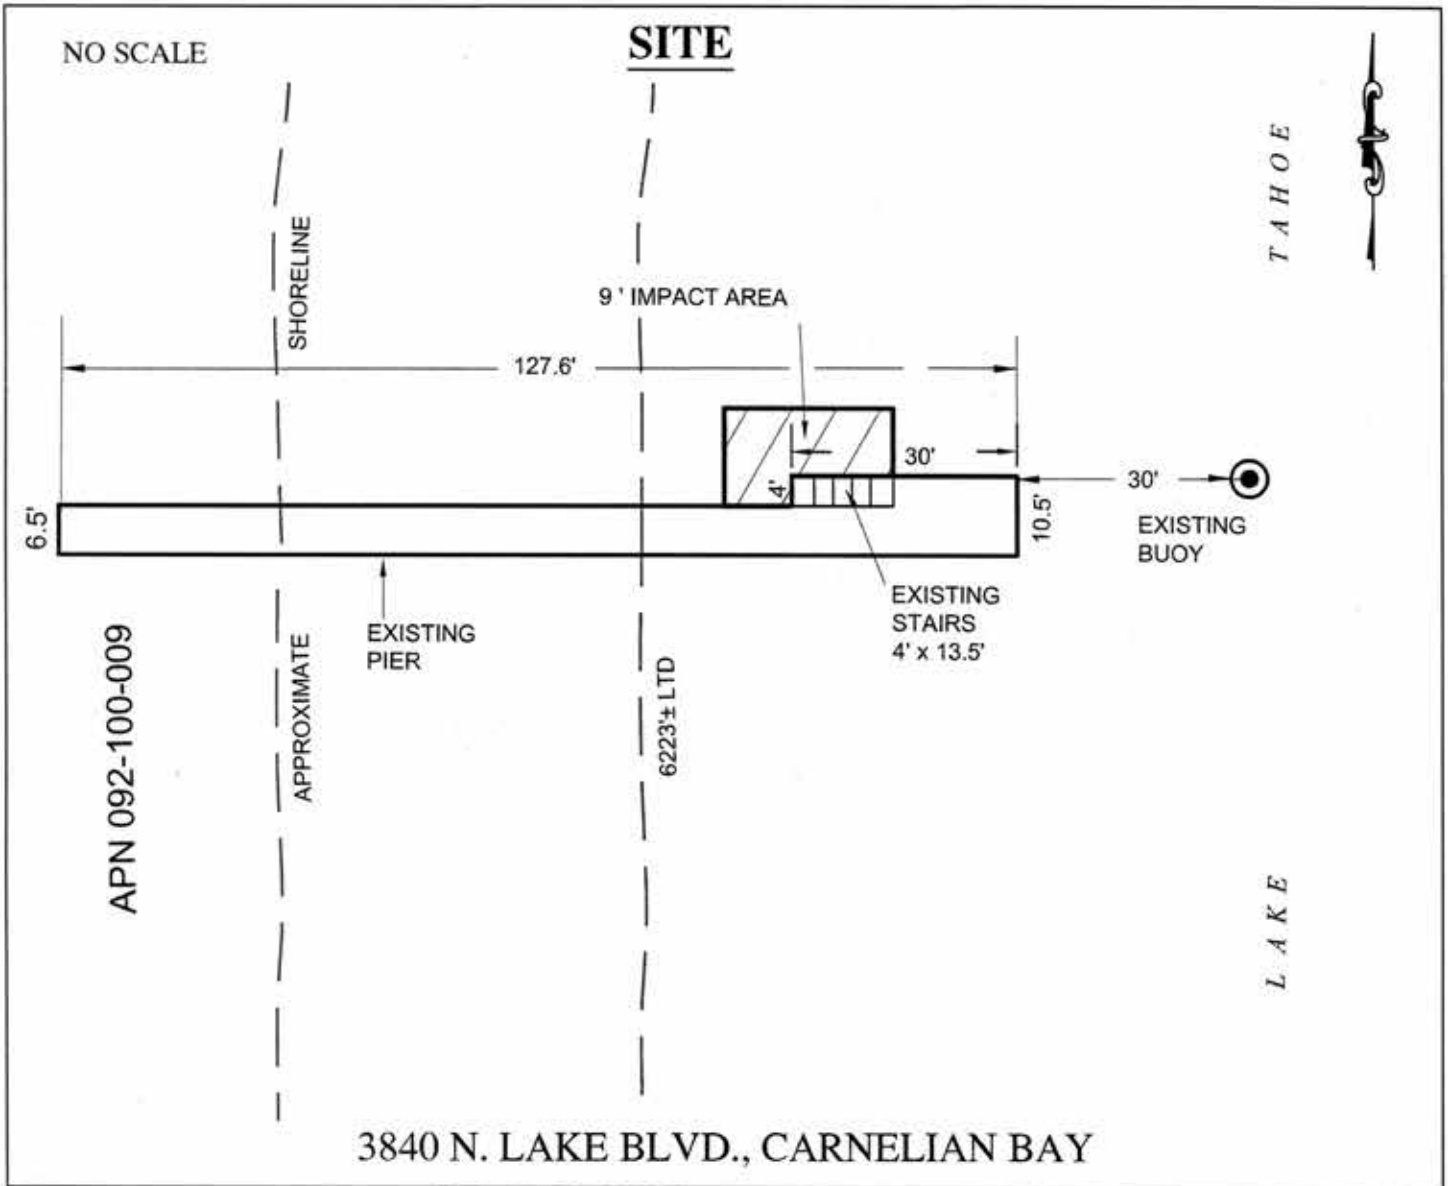 NO SCALE
SITE
TAHOE
SHORELINE
9 ' IMPACT AREA
127.6'
30'
4'
30'
6.5'
10.5'
EXISTING
BUOY
EXISTING
STAIRS
4' x 13.5'
EXISTING
PIER
APN 092-100-009
APPROXIMATE
6223'± LTD
LAKE
3840 N. LAKE BLVD., CARNELIAN BAY